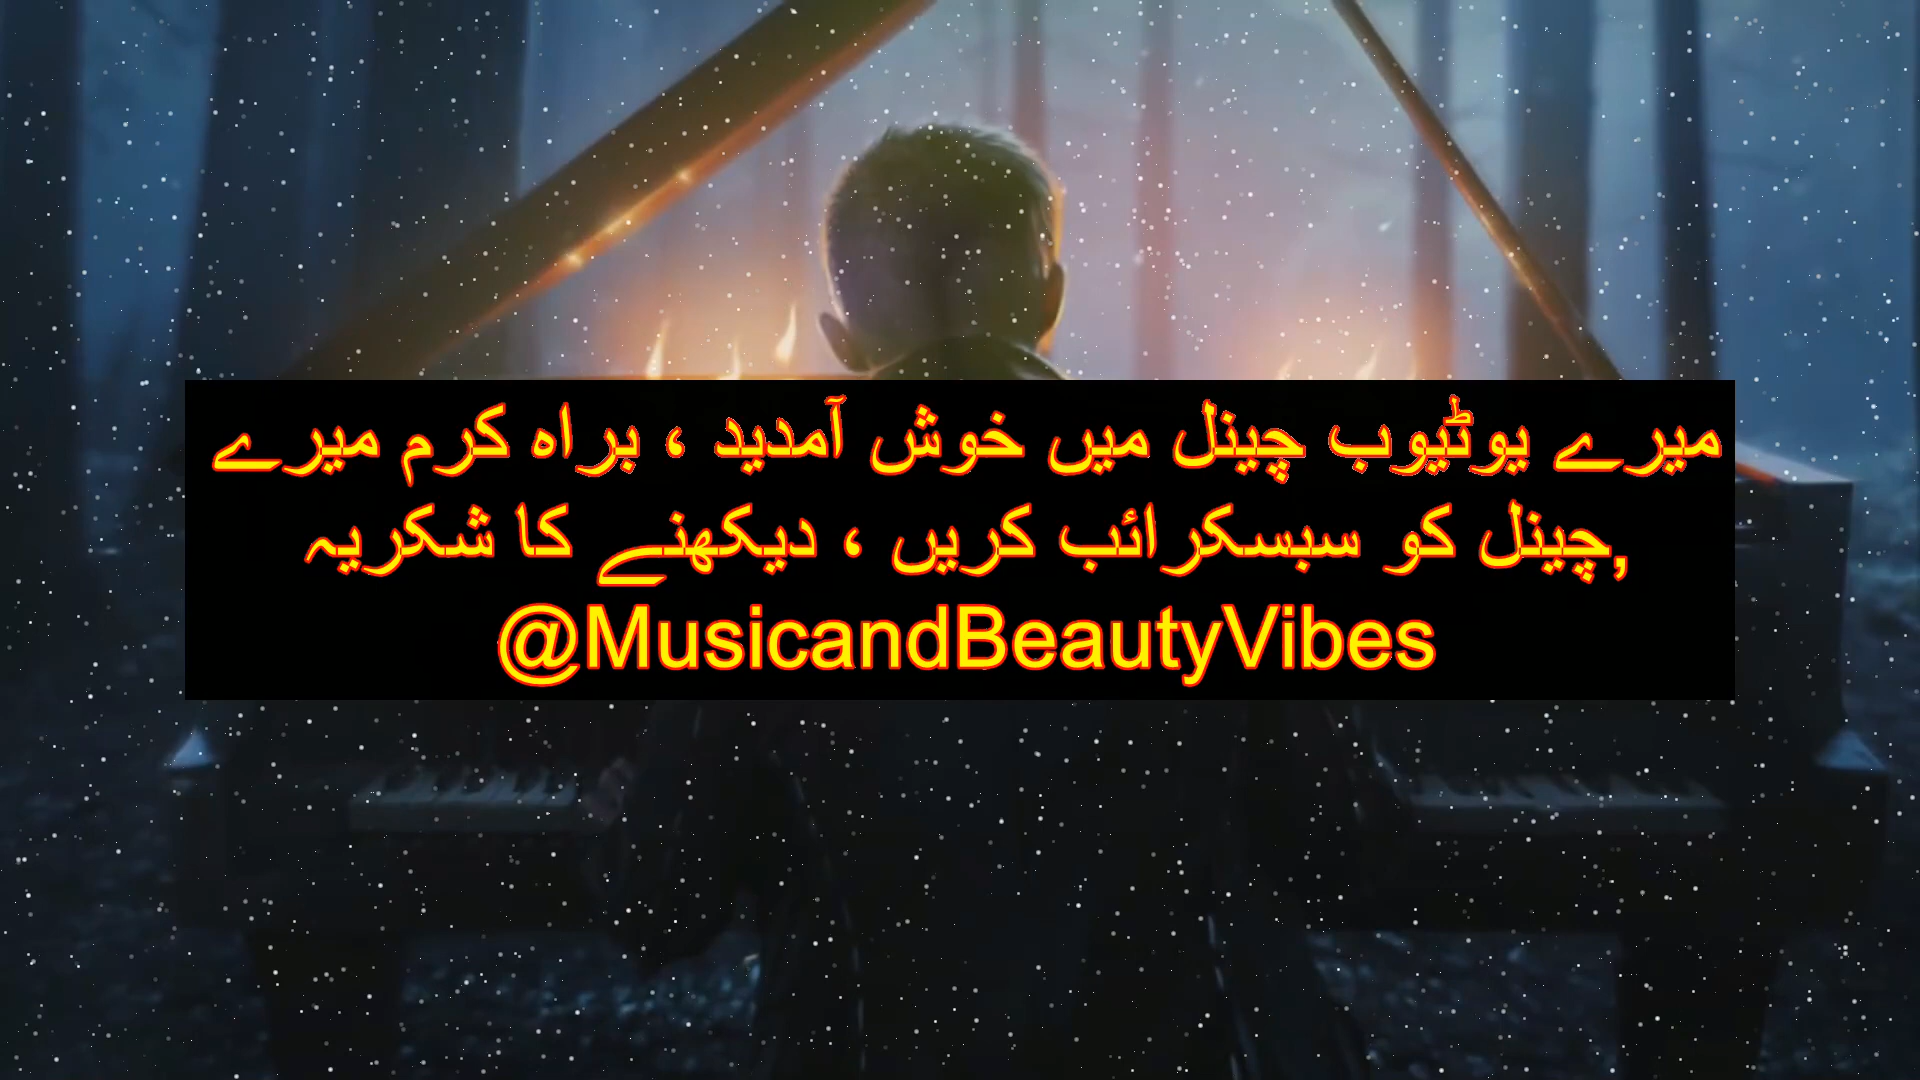 میرے یوٹیوب چینل میں خوش آمدید ، براہ کرم میرے
چینل کو سبسکرائب کریں ، دیکھنے کا شکریہ,
@MusicandBeautyVibes